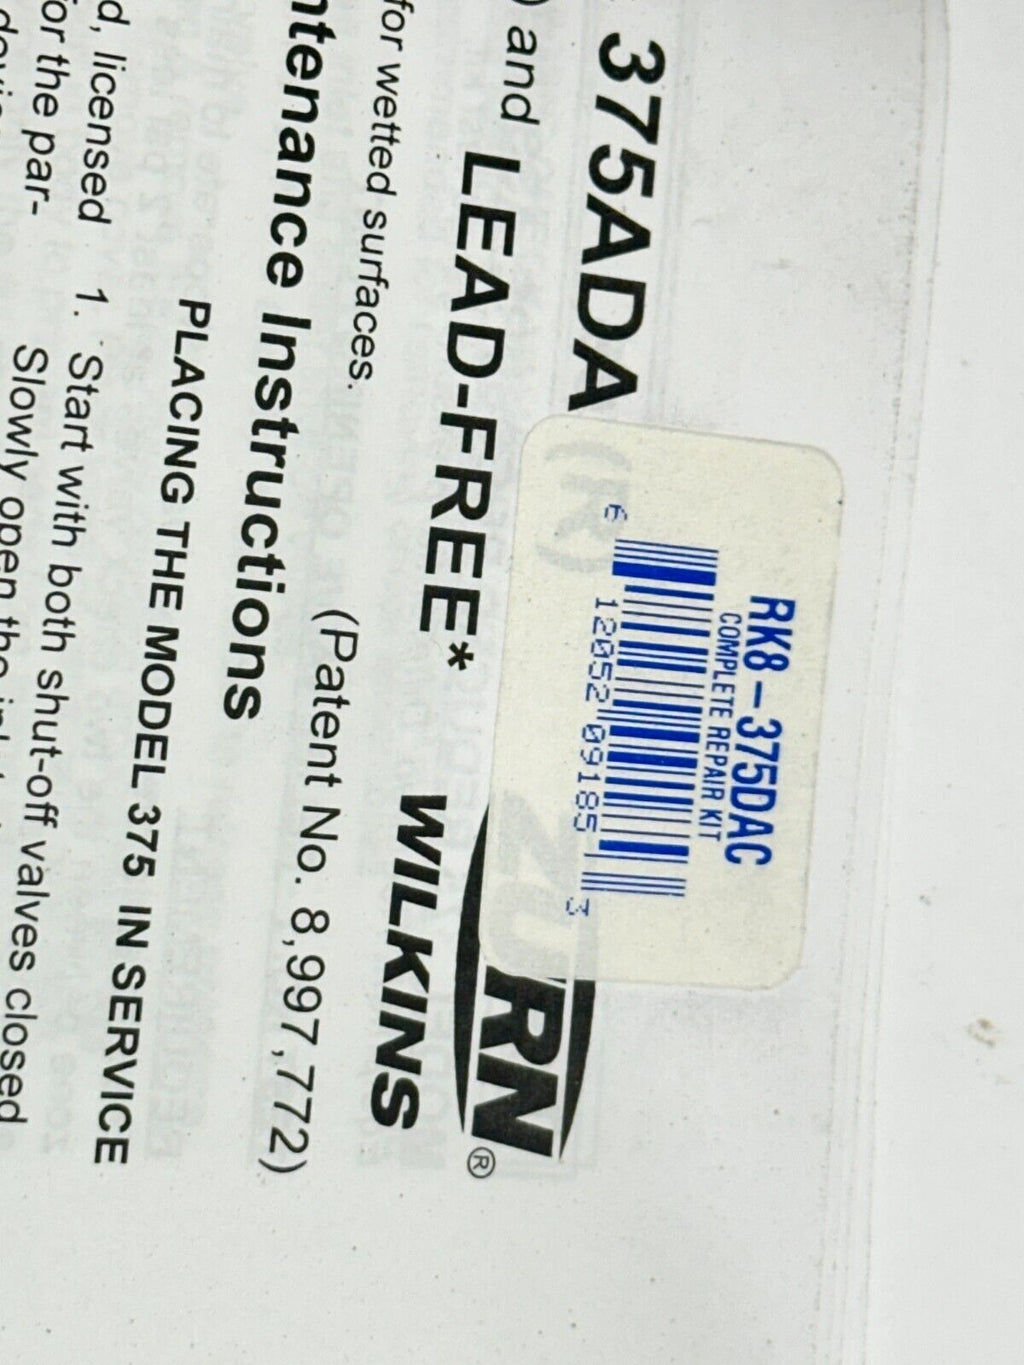 375ADA (R)
) and LEAD-FREE*
for wetted surfaces.
ntenance Instructions
(Patent No. 8,997,772)
ZURN®
WILKINS
RK8-375DAC
COMPLETE REPAIR KIT
6 12052 09185 3
PLACING THE MODEL 375 IN SERVICE
d, licensed
or the par-
1. Start with both shut-off valves closed
Slowly open the